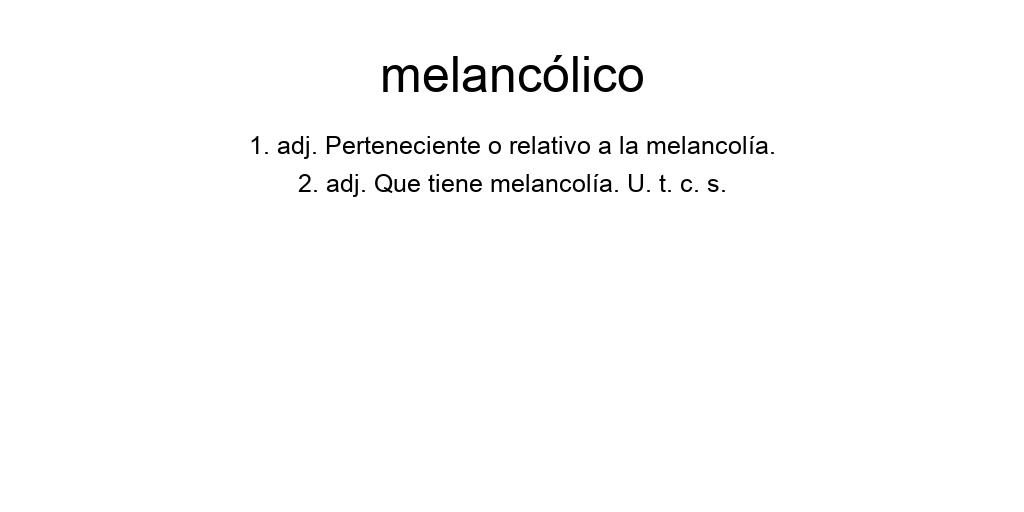 melancólico
1. adj. Perteneciente o relativo a la melancolía.
2. adj. Que tiene melancolía. U. t. c. s.